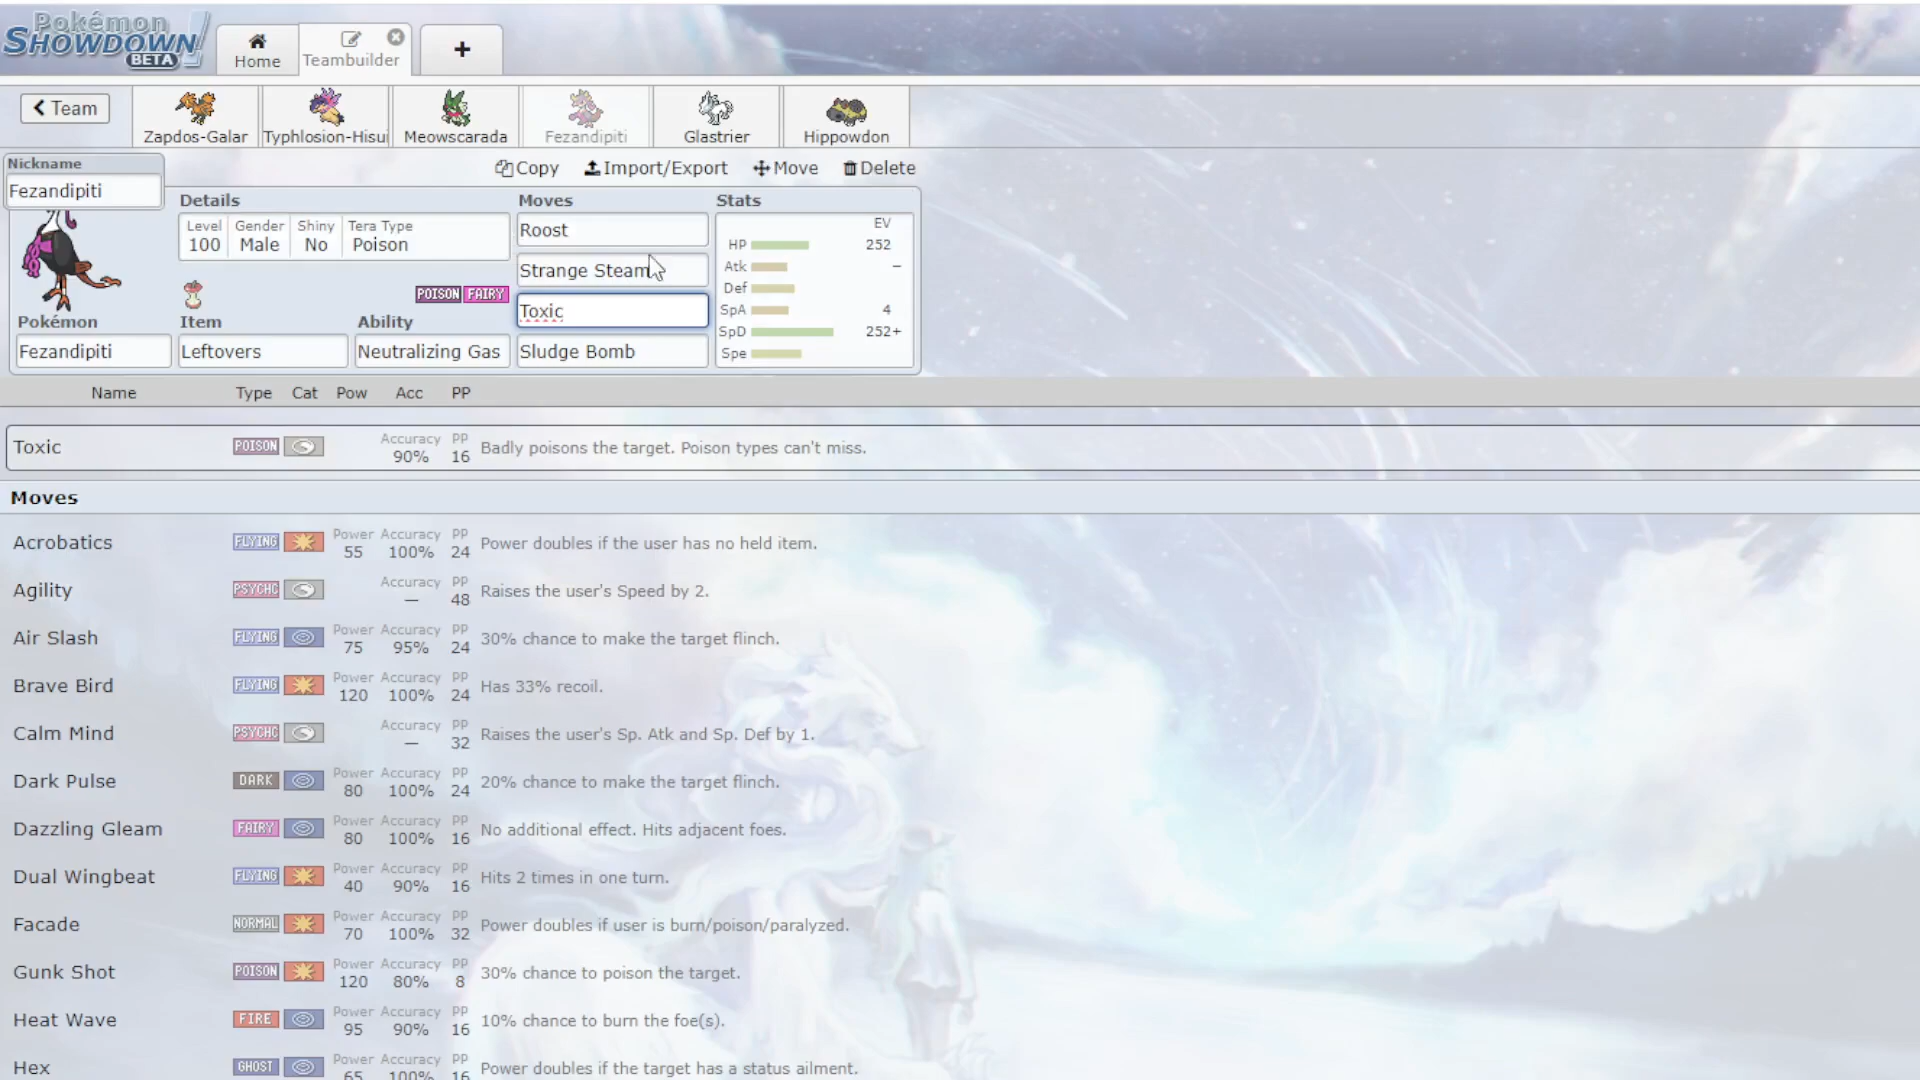 Pokémon
SHOWDOWN!
BETA
Home
Teambuilder
+
Team
Zapdos-Galar
Typhlosion-Hisui
Meowscarada
Fezandipiti
Glastrier
Hippowdon
Nickname
Fezandipiti
Copy Import/Export Move Delete
Details
Level 100
Gender Male
Shiny No
Tera Type Poison
POISON FAIRY
Pokémon
Fezandipiti
Item
Leftovers
Ability
Neutralizing Gas
Moves
Roost
Strange Steam
Toxic
Sludge Bomb
Stats
EV
HP 252
Atk –
Def
SpA 4
SpD 252+
Spe
Name Type Cat Pow Acc PP
Toxic POISON Accuracy 90% PP 16 Badly poisons the target. Poison types can't miss.
Moves
Acrobatics FLYING Power 55 Accuracy 100% PP 24 Power doubles if the user has no held item.
Agility PSYCHC Accuracy — PP 48 Raises the user's Speed by 2.
Air Slash FLYING Power 75 Accuracy 95% PP 24 30% chance to make the target flinch.
Brave Bird FLYING Power 120 Accuracy 100% PP 24 Has 33% recoil.
Calm Mind PSYCHC Accuracy — PP 32 Raises the user's Sp. Atk and Sp. Def by 1.
Dark Pulse DARK Power 80 Accuracy 100% PP 24 20% chance to make the target flinch.
Dazzling Gleam FAIRY Power 80 Accuracy 100% PP 16 No additional effect. Hits adjacent foes.
Dual Wingbeat FLYING Power 40 Accuracy 90% PP 16 Hits 2 times in one turn.
Facade NORMAL Power 70 Accuracy 100% PP 32 Power doubles if user is burn/poison/paralyzed.
Gunk Shot POISON Power 120 Accuracy 80% PP 8 30% chance to poison the target.
Heat Wave FIRE Power 95 Accuracy 90% PP 16 10% chance to burn the foe(s).
Hex GHOST Power 65 Accuracy 100% PP 16 Power doubles if the target has a status ailment.